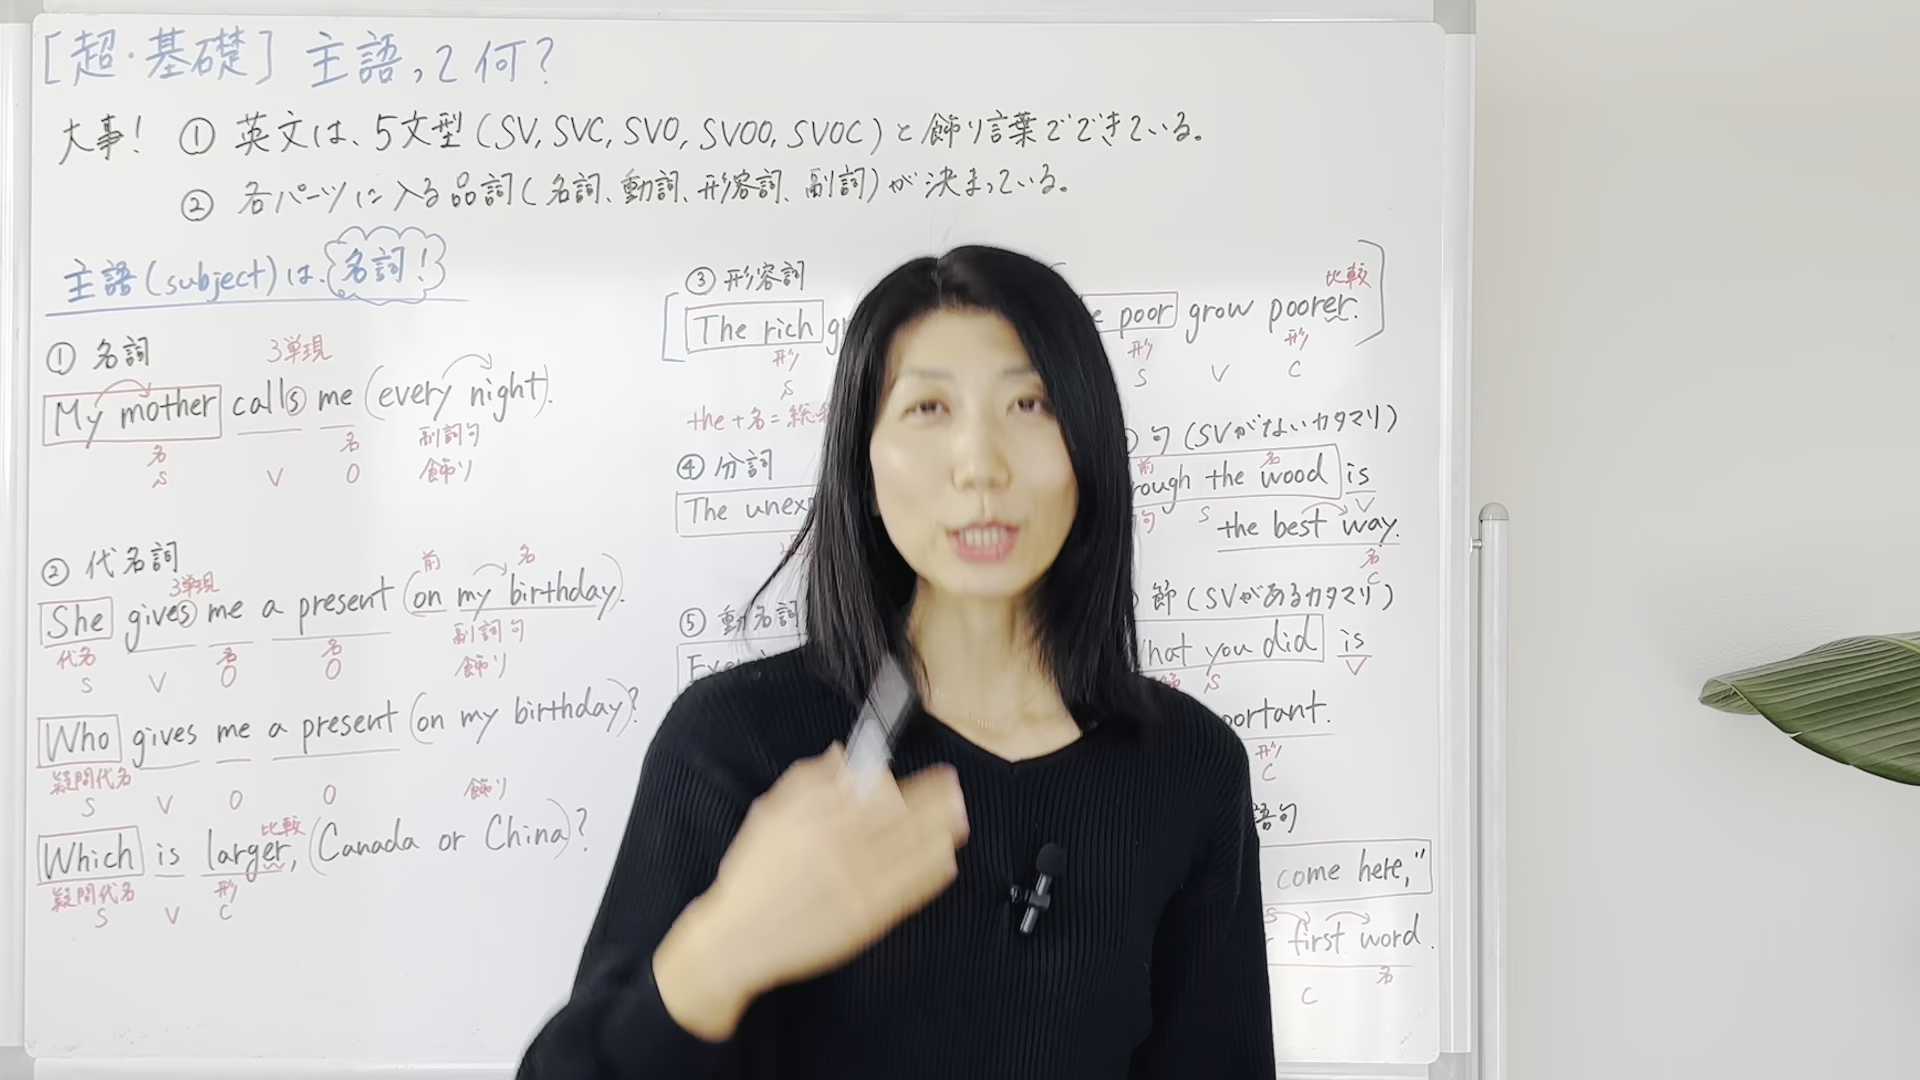 [超・基礎] 主語って何？
大事！ ① 英文は、5文型(SV, SVC, SVO, SVOO, SVOC)と飾り言葉でできている。
② 各パーツに入る品詞(名詞、動詞、形容詞、副詞)が決まっている。
主語(subject)は、名詞！
① 名詞
3単現
My mother calls me (every night).
名 名 副詞句
S V O 飾り
② 代名詞
3単現 前 名
She gives me a present (on my birthday).
代名 名 名 副詞句
S V O O 飾り
Who gives me a present (on my birthday)?
疑問代名
S V O O 飾り
比較
Which is larger, (Canada or China)?
疑問代名 形
S V C
③ 形容詞
比較
The rich poor grow poorer.
形 形 形
S S V C
the+名=
④ 分詞
The
⑤ 動名詞
句(SVがないカタマリ)
前 名
the wood is
句 S V
the best way.
名
C
節(SVがあるカタマリ)
you did is
S V
形
C
come here,"
S
first word.
名
C